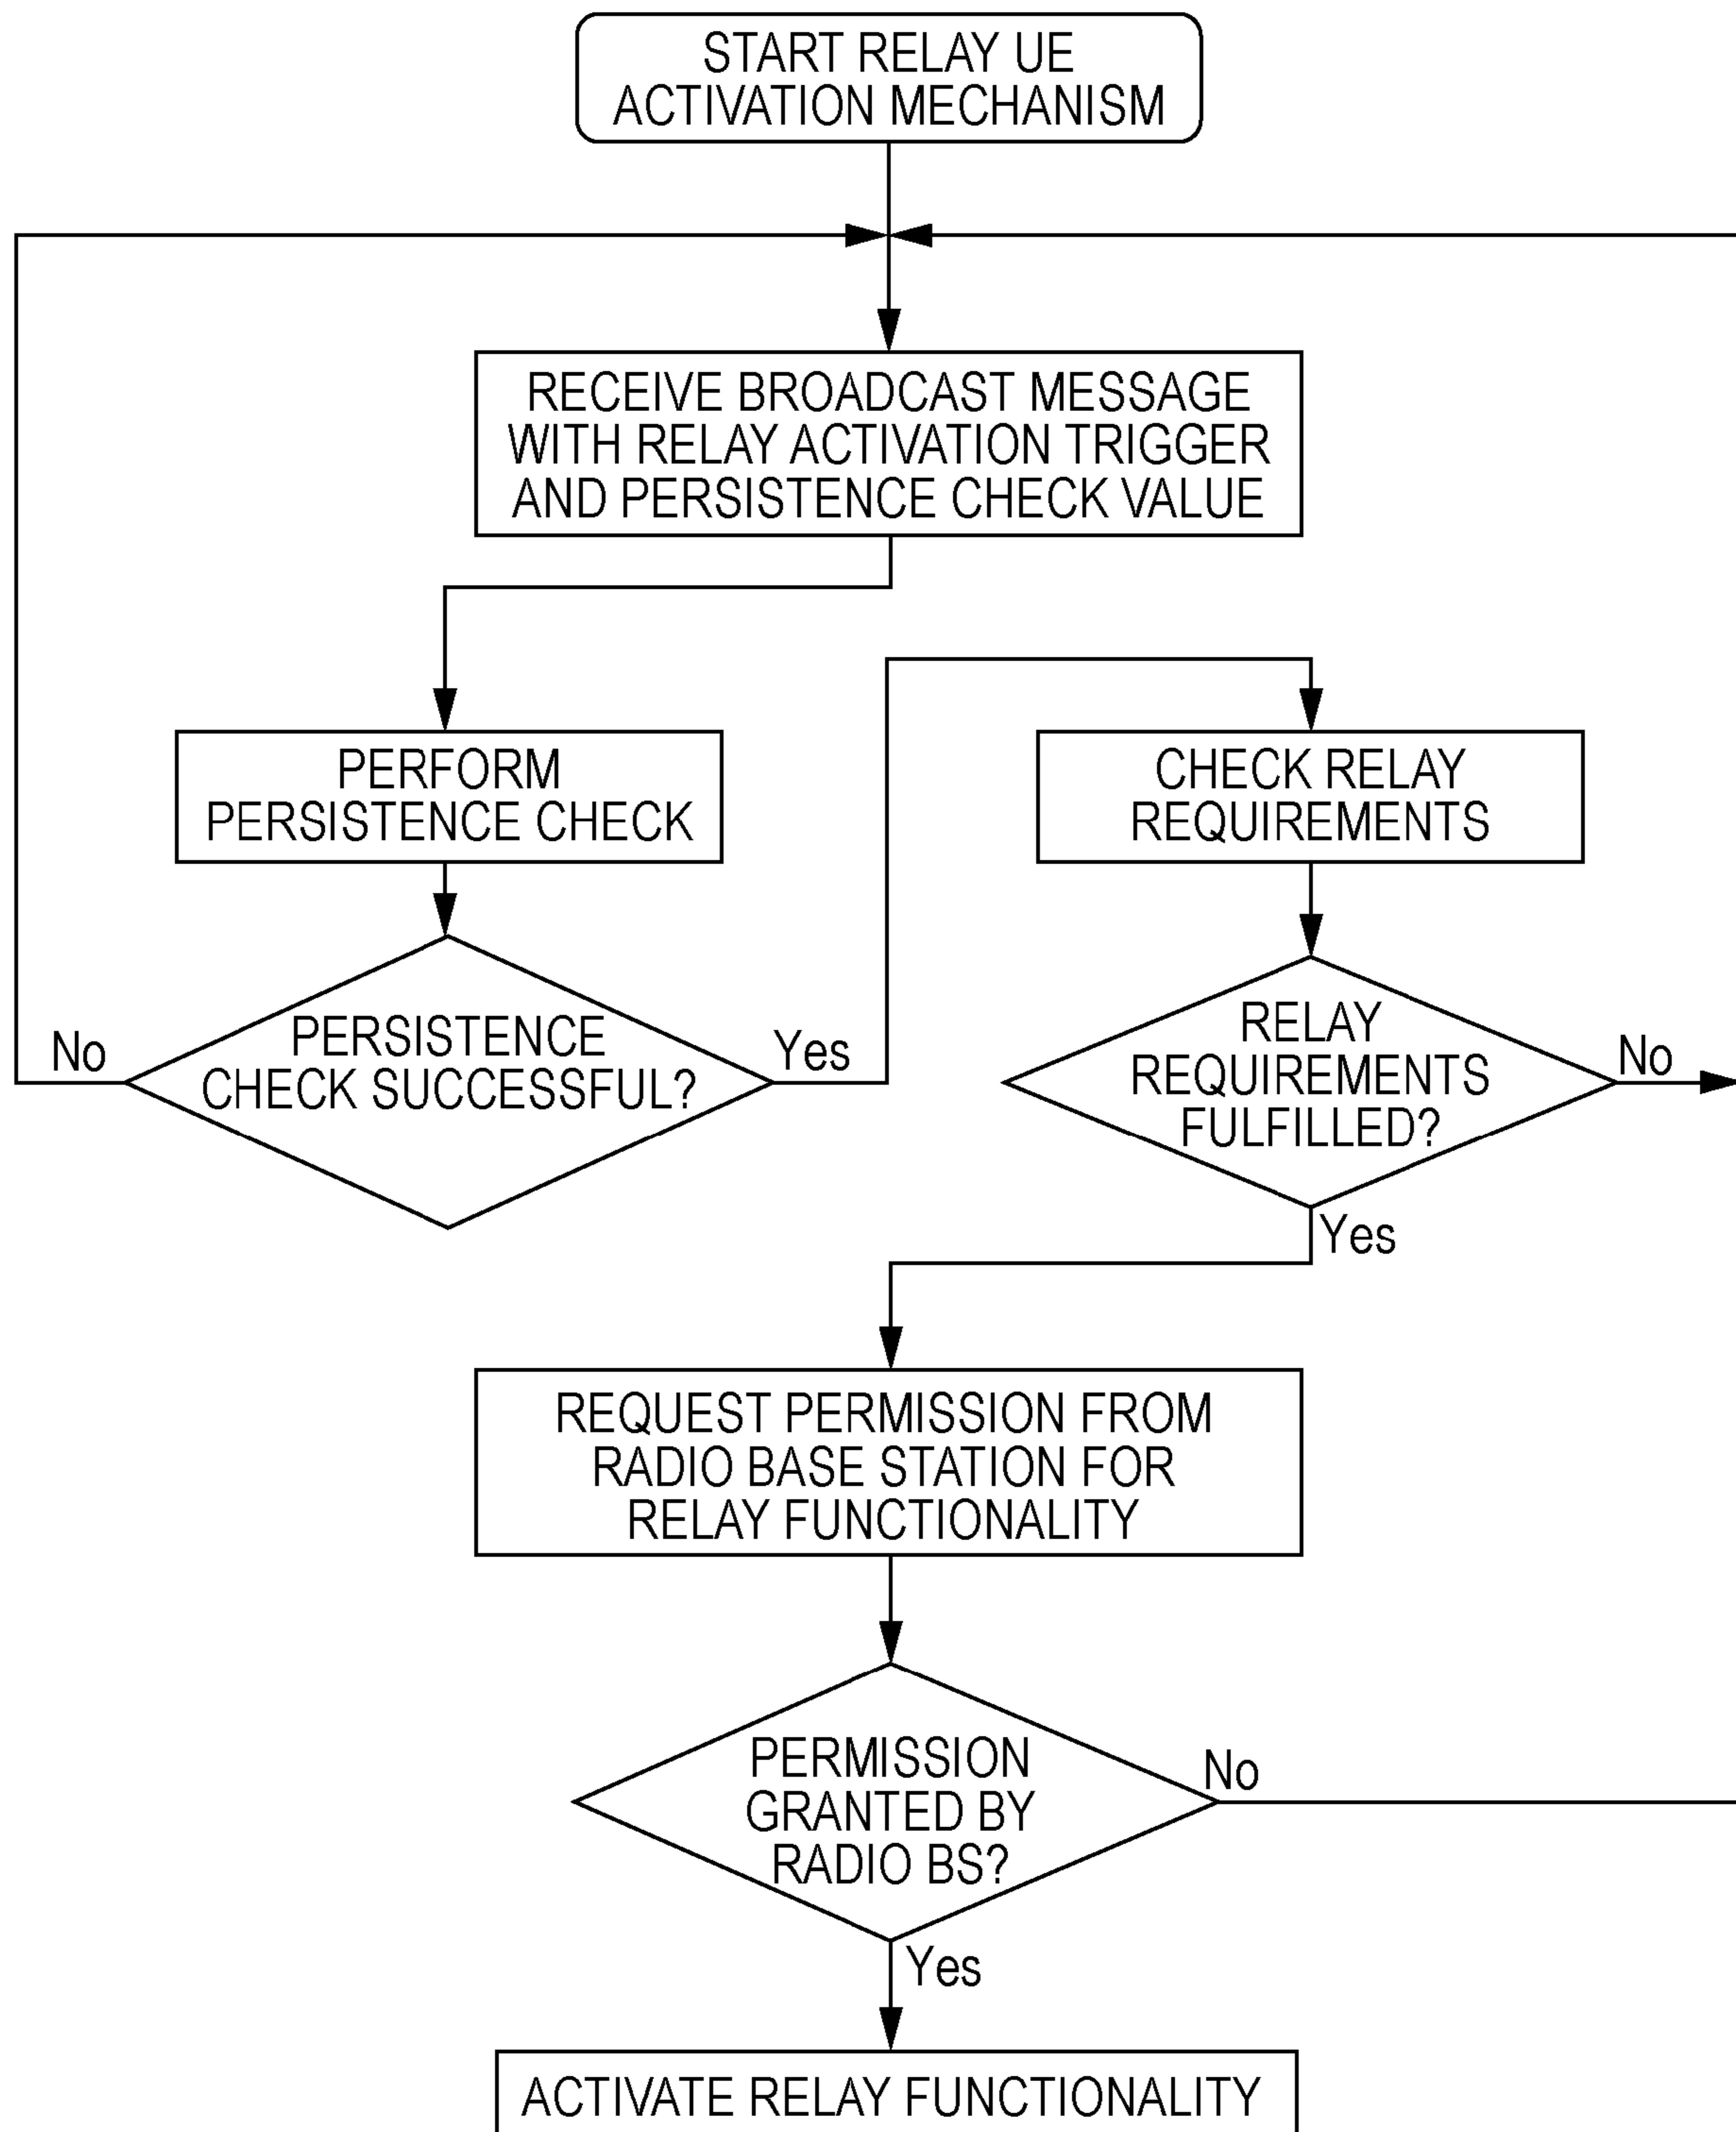 START RELAY UE
ACTIVATION MECHANISM
RECEIVE BROADCAST MESSAGE
WITH RELAY ACTIVATION TRIGGER
AND PERSISTENCE CHECK VALUE
PERFORM
PERSISTENCE CHECK
CHECK RELAY
REQUIREMENTS
No
PERSISTENCE
CHECK SUCCESSFUL?
Yes
RELAY
REQUIREMENTS
FULFILLED?
No
Yes
REQUEST PERMISSION FROM
RADIO BASE STATION FOR
RELAY FUNCTIONALITY
PERMISSION
GRANTED BY
RADIO BS?
No
Yes
ACTIVATE RELAY FUNCTIONALITY